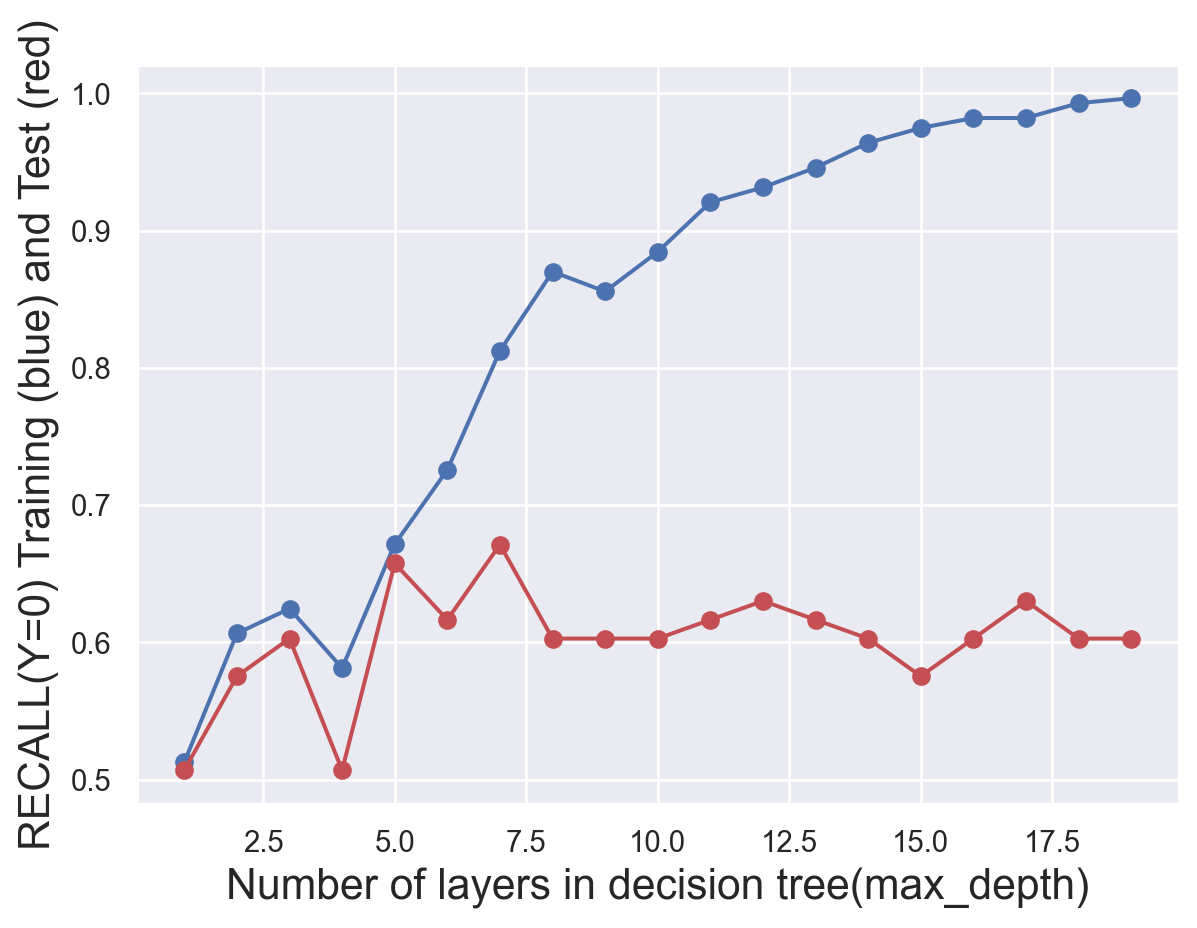 RECALL(Y=0) Training (blue) and Test (red)
1.0
0.9
0.8
0.7
0.6
0.5
2.5 5.0 7.5 10.0 12.5 15.0 17.5
Number of layers in decision tree(max_depth)